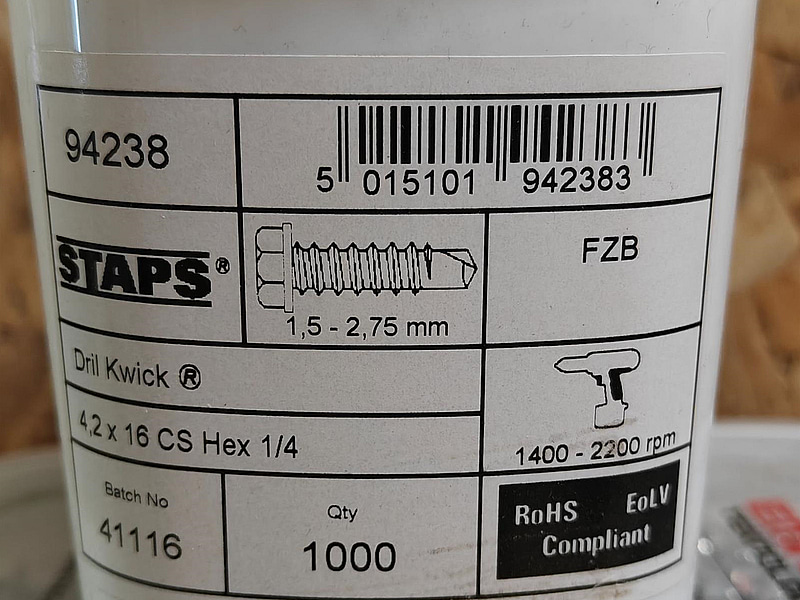 94238
5 015101 942383
STAPS®
1,5 - 2,75 mm
FZB
Dril Kwick ®
4,2 x 16 CS Hex 1/4
1400 - 2200 rpm
Batch No
41116
Qty
1000
RoHS EoLV
Compliant